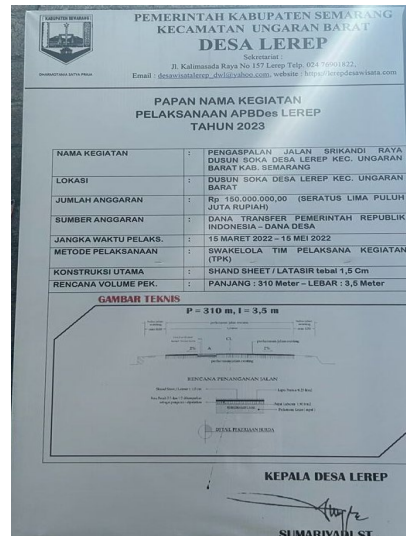 KABUPATEN SEMARANG
PEMERINTAH KABUPATEN SEMARANG
KECAMATAN UNGARAN BARAT
DESA LEREP
Sekretariat :
Jl. Kalimasada Raya No 157 Lerep Telp. 024 76901822,
Email : desawisatalerep_dwl@yahoo.com, website : https://lerepdesawisata.com
PAPAN NAMA KEGIATAN
PELAKSANAAN APBDes LEREP
TAHUN 2023
NAMA KEGIATAN : PENGASPALAN JALAN SRIKANDI RAYA
DUSUN SOKA DESA LEREP KEC. UNGARAN
BARAT KAB. SEMARANG
LOKASI : DUSUN SOKA DESA LEREP KEC. UNGARAN
BARAT
JUMLAH ANGGARAN : Rp 150.000.000,00 (SERATUS LIMA PULUH
JUTA RUPIAH)
SUMBER ANGGARAN : DANA TRANSFER PEMERINTAH REPUBLIK
INDONESIA – DANA DESA
JANGKA WAKTU PELAKS. : 15 MARET 2022 – 15 MEI 2022
METODE PELAKSANAAN : SWAKELOLA TIM PELAKSANA KEGIATAN
(TPK)
KONSTRUKSI UTAMA : SHAND SHEET / LATASIR tebal 1,5 Cm
RENCANA VOLUME PEK. : PANJANG : 310 Meter – LEBAR : 3,5 Meter
GAMBAR TEKNIS
P = 310 m, l = 3,5 m
RENCANA PENANGANAN JALAN
DETAIL PEKERJAAN
KEPALA DESA LEREP
SUMARIYADI ST